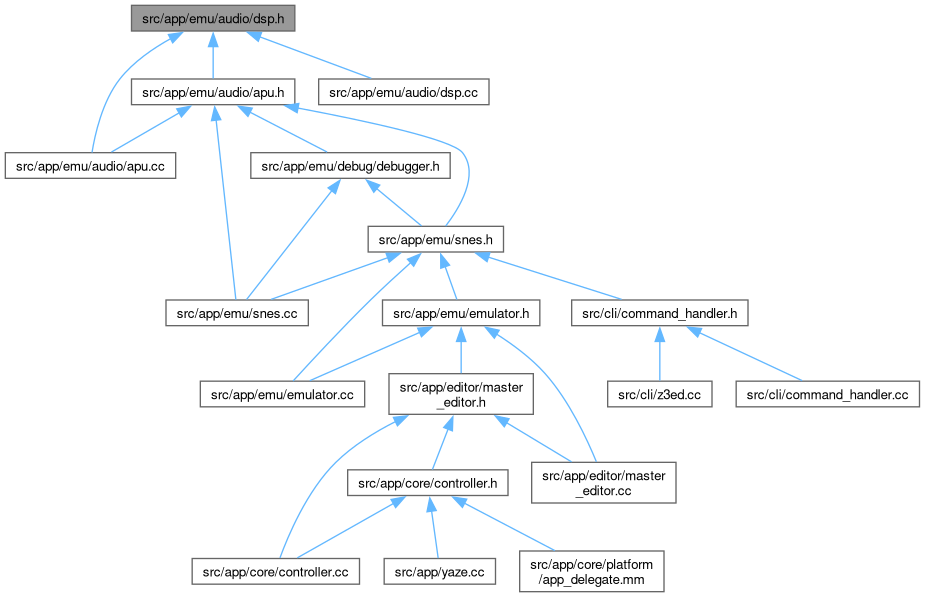 src/app/emu/audio/dsp.h
src/app/emu/audio/apu.h
src/app/emu/audio/dsp.cc
src/app/emu/audio/apu.cc
src/app/emu/debug/debugger.h
src/app/emu/snes.h
src/app/emu/snes.cc
src/app/emu/emulator.h
src/cli/command_handler.h
src/app/emu/emulator.cc
src/app/editor/master
_editor.h
src/cli/z3ed.cc
src/cli/command_handler.cc
src/app/core/controller.h
src/app/editor/master
_editor.cc
src/app/core/controller.cc
src/app/yaze.cc
src/app/core/platform
/app_delegate.mm